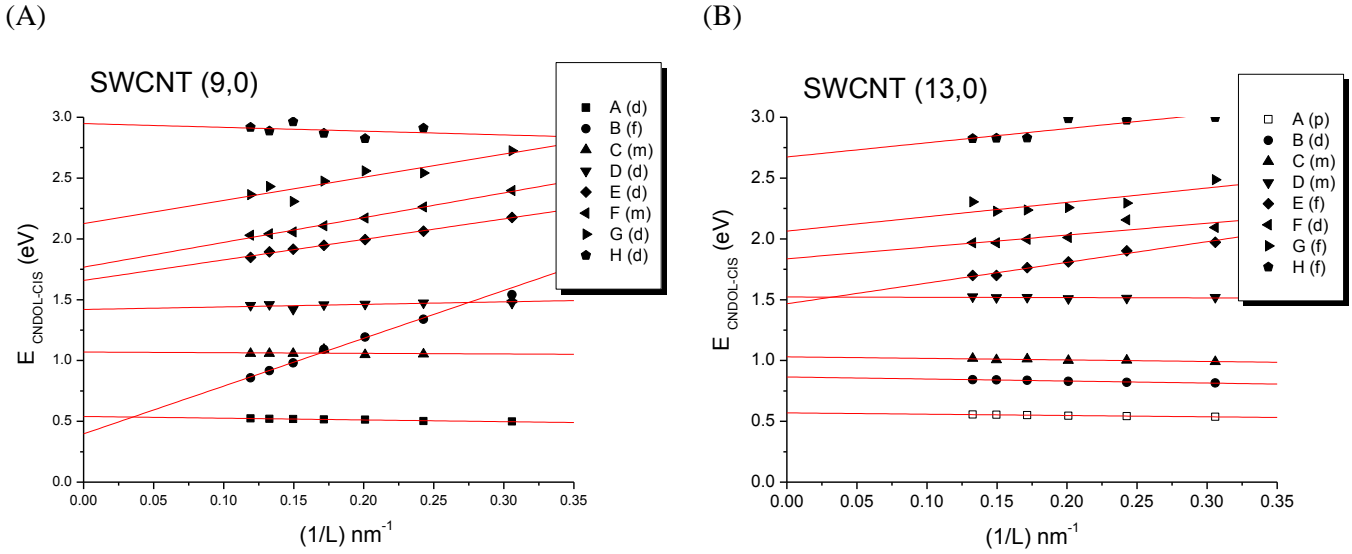 (A)
SWCNT (9,0)
A (d)
B (f)
C (m)
D (d)
E (d)
F (m)
G (d)
H (d)
E CNDOL-CIS (eV)
3.0
2.5
2.0
1.5
1.0
0.5
0.0
0.00 0.05 0.10 0.15 0.20 0.25 0.30 0.35
(1/L) nm-1
(B)
SWCNT (13,0)
A (p)
B (d)
C (m)
D (m)
E (f)
F (d)
G (f)
H (f)
E CNDOL-CIS (eV)
3.0
2.5
2.0
1.5
1.0
0.5
0.0
0.00 0.05 0.10 0.15 0.20 0.25 0.30 0.35
(1/L) nm-1